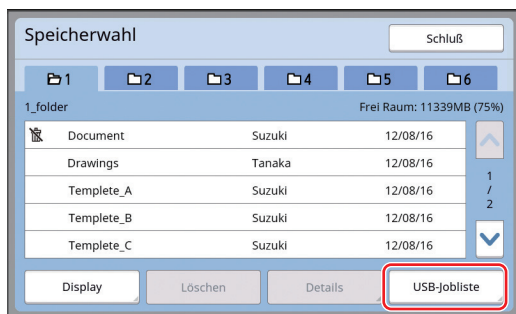 Speicherwahl Schluß
1 2 3 4 5 6
1_folder Frei Raum: 11339MB (75%)
Document Suzuki 12/08/16
Drawings Tanaka 12/08/16
Templete_A Suzuki 12/08/16
Templete_B Suzuki 12/08/16
Templete_C Suzuki 12/08/16
1
/
2
Display Löschen Details USB-Jobliste